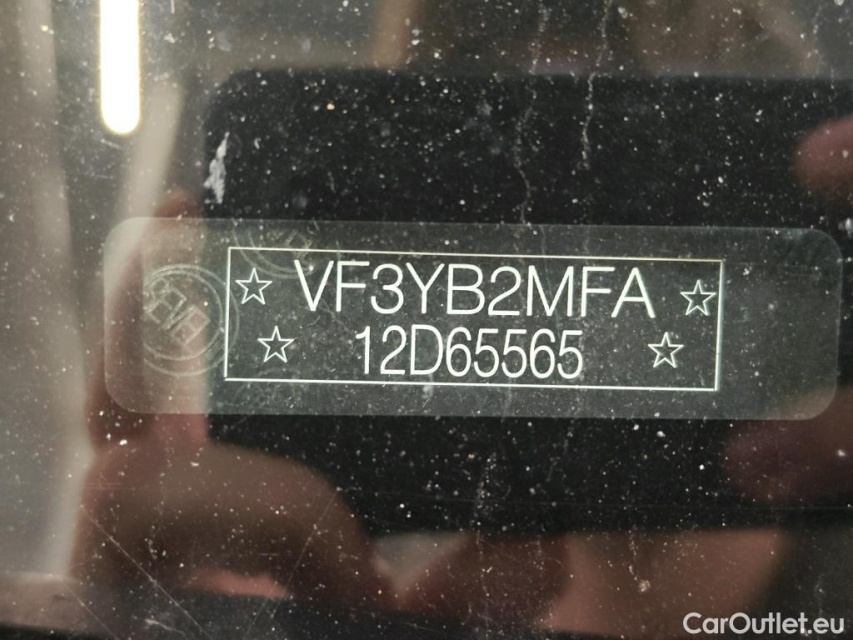 ☆ VF3YB2MFA ☆
☆ 12D65565 ☆
CarOutlet.eu